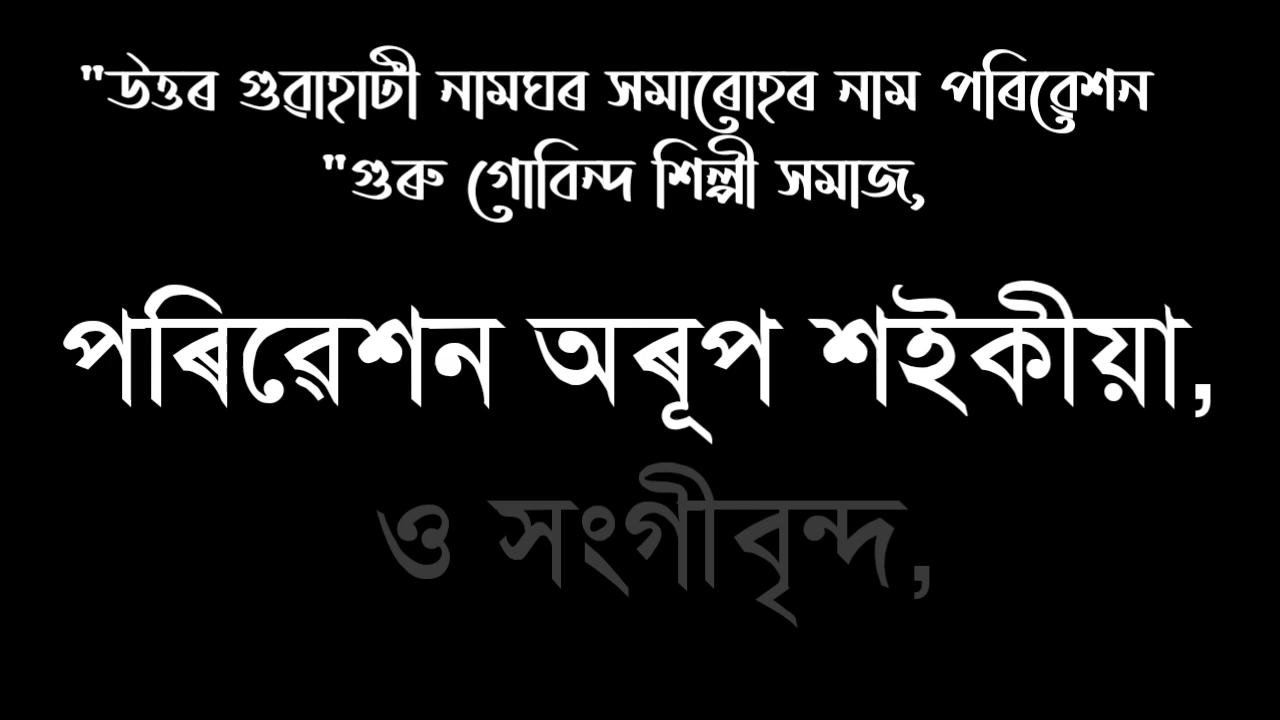 "উত্তৰ গুৱাহাটী নামঘৰ সমাৰোহৰ নাম পৰিৱেশন
"গুৰু গোবিন্দ শিল্পী সমাজ,
পৰিৱেশন অৰূপ শইকীয়া,
ও সংগীবৃন্দ,